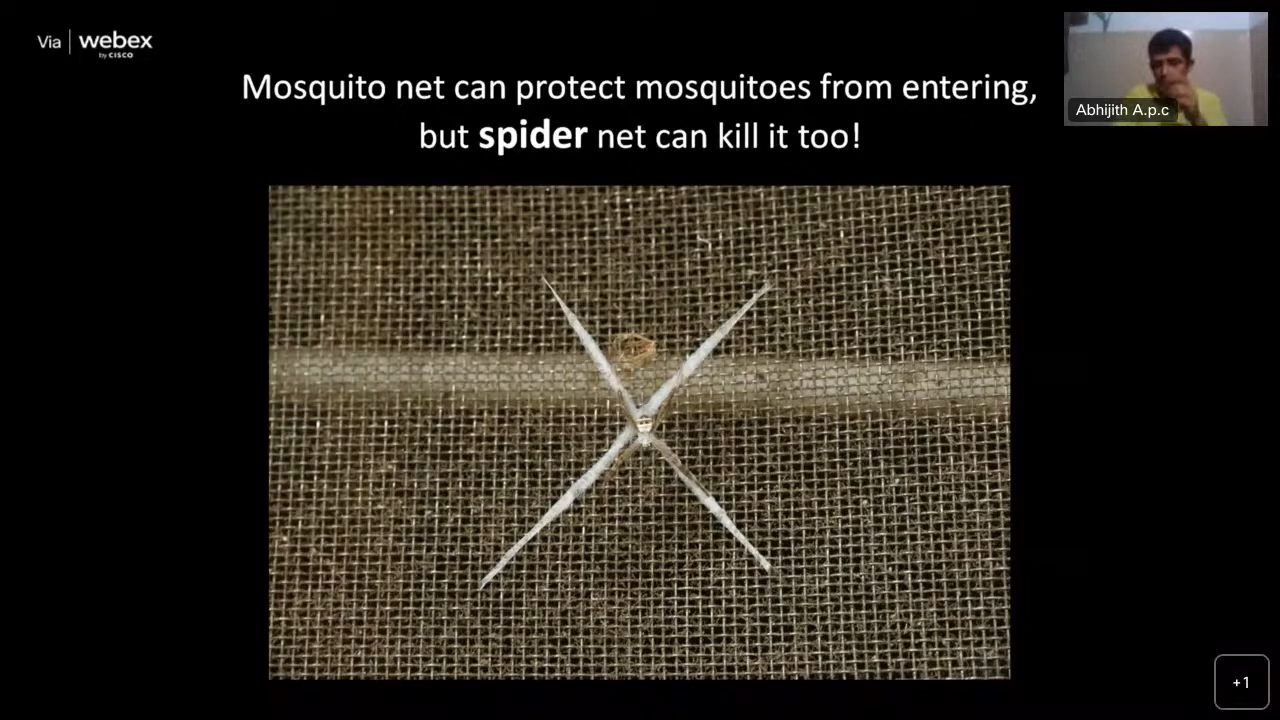 Via | webex
by CISCO
Mosquito net can protect mosquitoes from entering,
but spider net can kill it too!
Abhijith A.p.c
+1